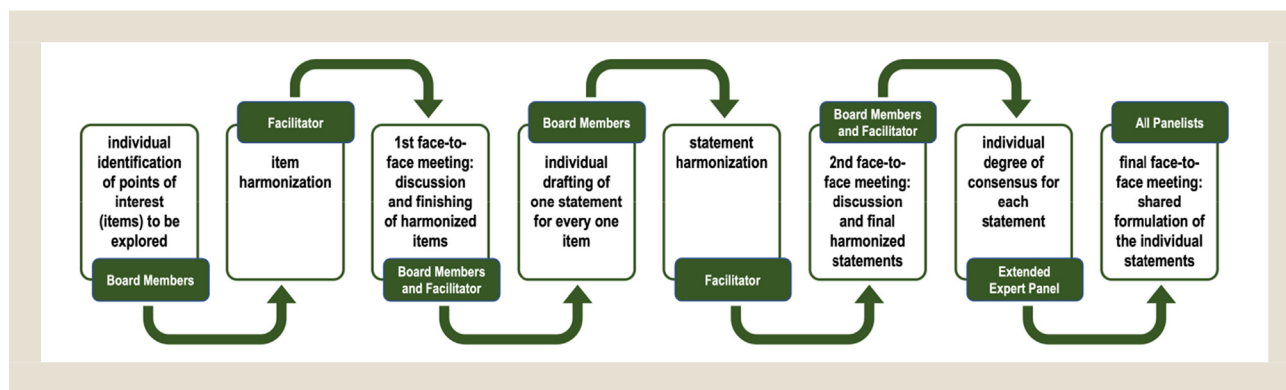 individual
identification
of points of
interest
(items) to be
explored
Board Members
Facilitator
item
harmonization
1st face-to-
face meeting:
discussion
and finishing
of harmonized
items
Board Members
and Facilitator
Board Members
individual
drafting of
one statement
for every one
item
statement
harmonization
Facilitator
Board Members
and Facilitator
2nd face-to-
face meeting:
discussion
and final
harmonized
statements
individual
degree of
consensus for
each
statement
Extended
Expert Panel
All Panelists
final face-to-
face meeting:
shared
formulation of
the individual
statements